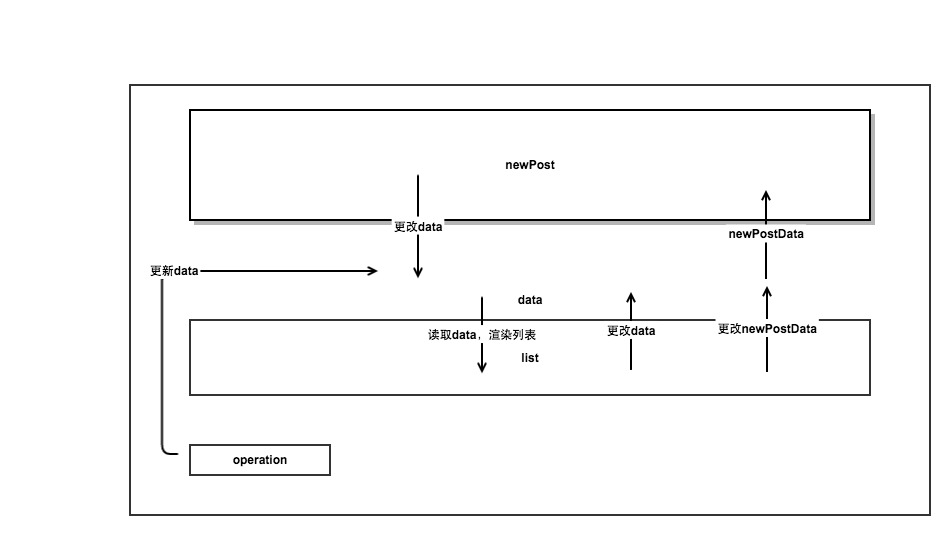 newPost
更改data
newPostData
更新data
data
读取data，渲染列表
更改data
更改newPostData
list
operation